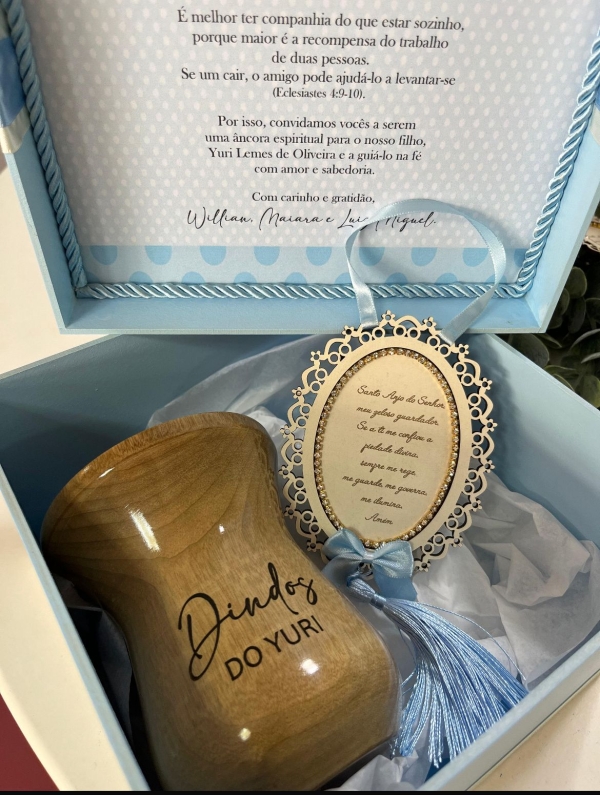 É melhor ter companhia do que estar sozinho,
porque maior é a recompensa do trabalho
de duas pessoas.
Se um cair, o amigo pode ajudá-lo a levantar-se
(Eclesiastes 4:9-10).
Por isso, convidamos vocês a serem
uma âncora espiritual para o nosso filho,
Yuri Lemes de Oliveira e a guiá-lo na fé
com amor e sabedoria.
Com carinho e gratidão,
Willian, Maiara e Luiz Miguel.
Santo Anjo do Senhor
meu zeloso guardador
Se a ti me confiou a
piedade divina,
sempre me rege,
me guarda, me governa,
me ilumina,
Amém
Dindos
DO YURI